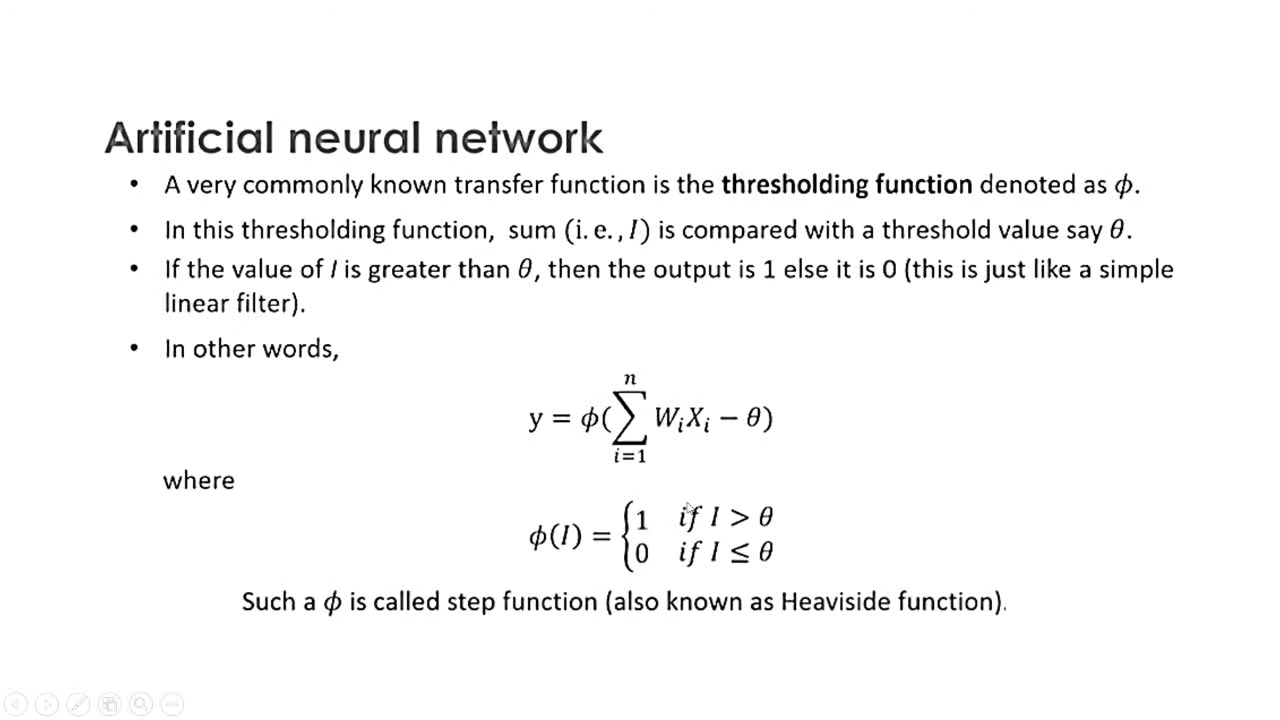 Artificial neural network
• A very commonly known transfer function is the thresholding function denoted as ϕ.
• In this thresholding function, sum (i. e., I) is compared with a threshold value say θ.
• If the value of I is greater than θ, then the output is 1 else it is 0 (this is just like a simple
linear filter).
• In other words,
y = ϕ(∑_{i=1}^{n} W_i X_i − θ)
where
ϕ(I) = {1 if I > θ
0 if I ≤ θ
Such a ϕ is called step function (also known as Heaviside function).